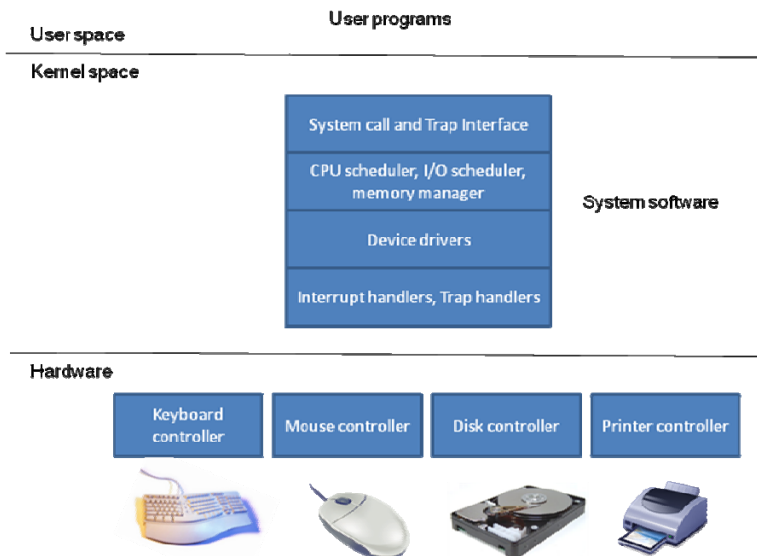 User programs
User space
Kernel space
System call and Trap Interface
CPU scheduler, I/O scheduler,
memory manager
System software
Device drivers
Interrupt handlers, Trap handlers
Hardware
Keyboard
controller
Mouse controller
Disk controller
Printer controller